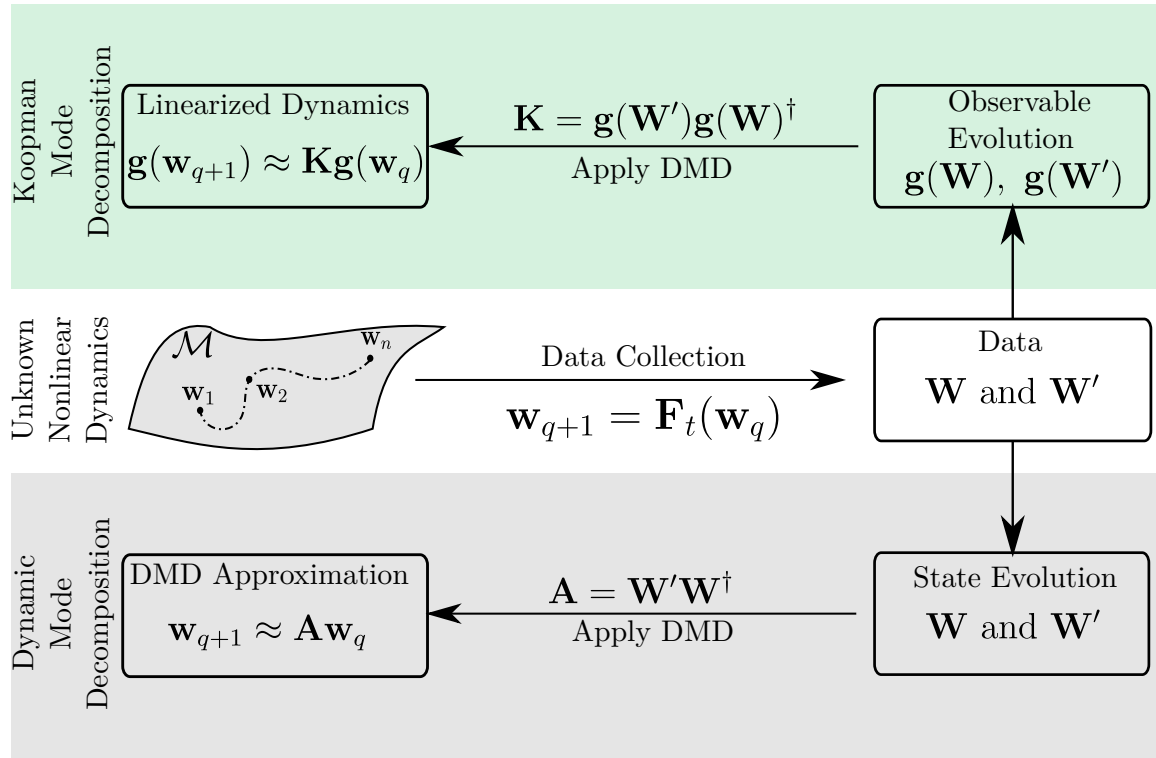 Koopman
Mode
Decomposition
Linearized Dynamics
g(w_{q+1}) ≈ Kg(w_q)
K = g(W′)g(W)†
Apply DMD
Observable
Evolution
g(W), g(W′)
Unknown
Nonlinear
Dynamics
ℳ
w_1
w_2
w_n
Data Collection
w_{q+1} = F_t(w_q)
Data
W and W′
Dynamic
Mode
Decomposition
DMD Approximation
w_{q+1} ≈ Aw_q
A = W′W†
Apply DMD
State Evolution
W and W′